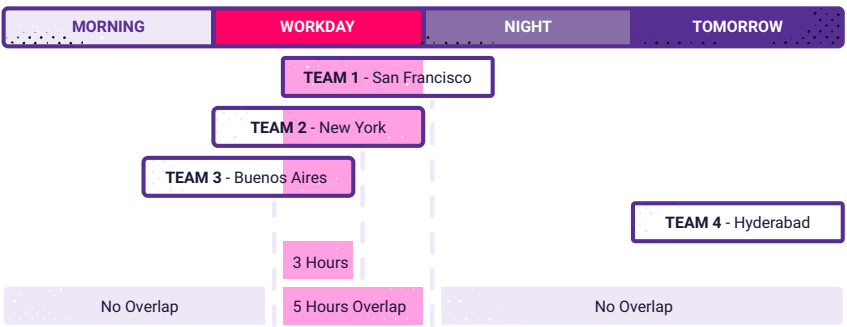 MORNING
WORKDAY
NIGHT
TOMORROW
TEAM 1 - San Francisco
TEAM 2 - New York
TEAM 3 - Buenos Aires
TEAM 4 - Hyderabad
3 Hours
No Overlap
5 Hours Overlap
No Overlap